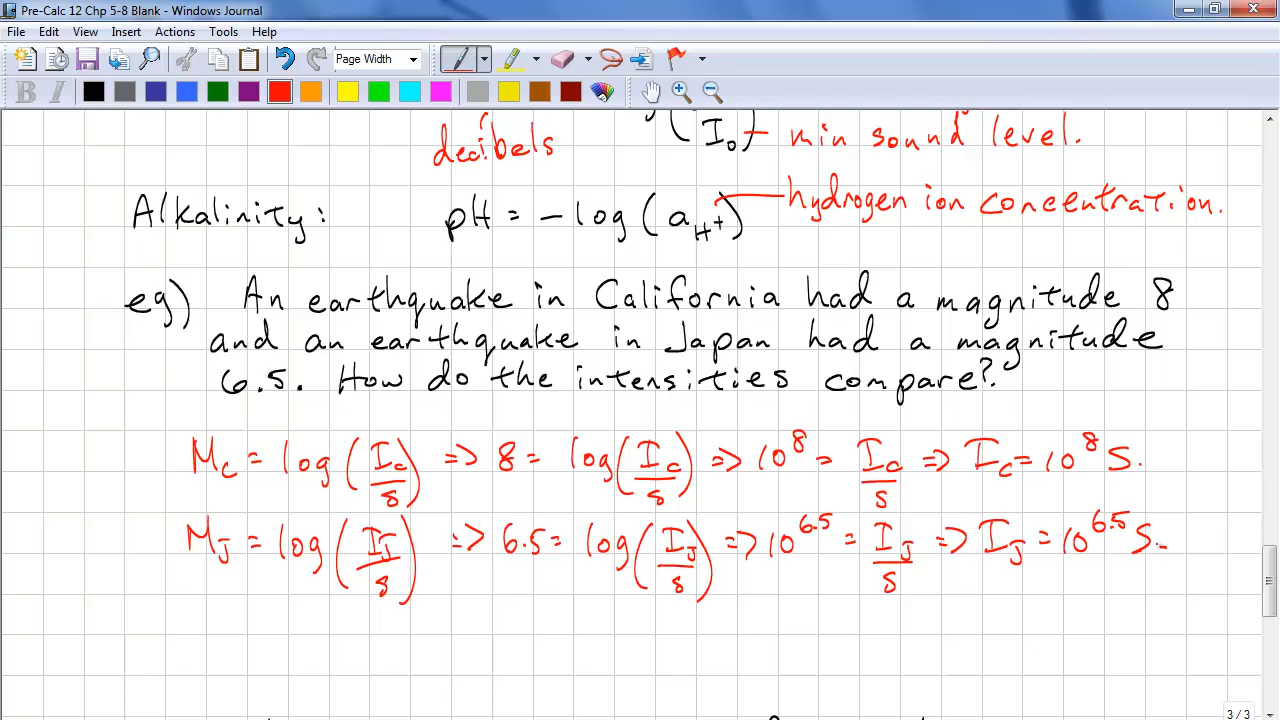 Pre-Calc 12 Chp 5-8 Blank - Windows Journal
File Edit View Insert Actions Tools Help
Page Width
B I
decibels
( I₀ ) min sound level.
Alkalinity: pH = -log (a_H+) hydrogen ion concentration.
eg) An earthquake in California had a magnitude 8
and an earthquake in Japan had a magnitude
6.5. How do the intensities compare?
M_C = log(I_C/S) => 8 = log(I_C/S) => 10^8 = I_C/S => I_C = 10^8 S.
M_J = log(I_J/S) => 6.5 = log(I_J/S) => 10^6.5 = I_J/S => I_J = 10^6.5 S.
3/3